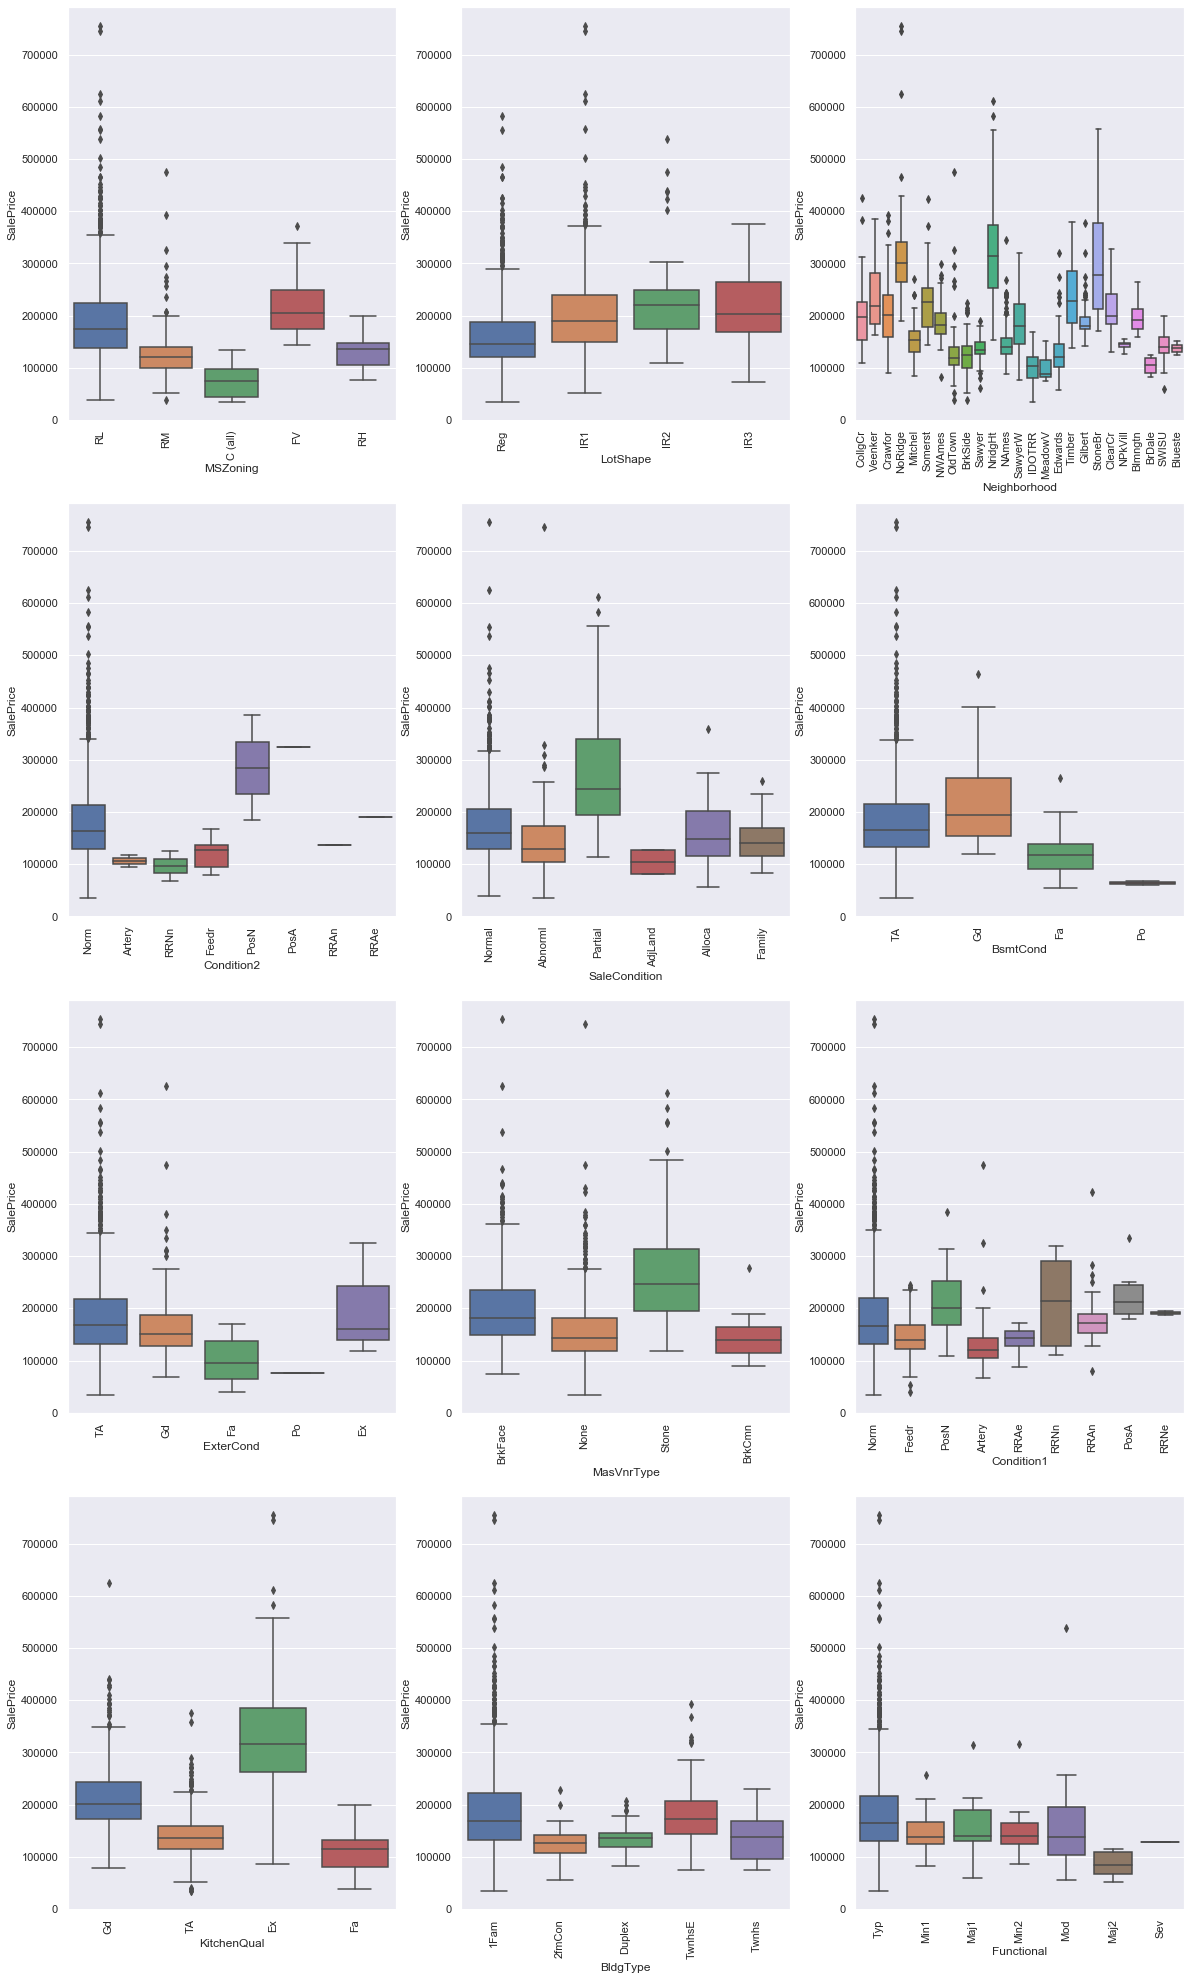 SalePrice
700000
600000
500000
400000
300000
200000
100000
0
RL
RM
C (all)
FV
RH
MSZoning
SalePrice
700000
600000
500000
400000
300000
200000
100000
0
Reg
IR1
IR2
IR3
LotShape
SalePrice
700000
600000
500000
400000
300000
200000
100000
0
CollgCr
Veenker
Crawfor
NoRidge
Mitchel
Somerst
NWAmes
OldTown
BrkSide
Sawyer
NridgHt
NAmes
SawyerW
IDOTRR
MeadowV
Edwards
Timber
Gilbert
StoneBr
ClearCr
NPkVill
Blmngtn
BrDale
SWISU
Blueste
Neighborhood
SalePrice
700000
600000
500000
400000
300000
200000
100000
0
Norm
Artery
RRNn
Feedr
PosN
PosA
RRAn
RRAe
Condition2
SalePrice
700000
600000
500000
400000
300000
200000
100000
0
Normal
Abnorml
Partial
AdjLand
Alloca
Family
SaleCondition
SalePrice
700000
600000
500000
400000
300000
200000
100000
0
TA
Gd
Fa
Po
BsmtCond
SalePrice
700000
600000
500000
400000
300000
200000
100000
0
TA
Gd
Fa
Po
Ex
ExterCond
SalePrice
700000
600000
500000
400000
300000
200000
100000
0
BrkFace
None
Stone
BrkCmn
MasVnrType
SalePrice
700000
600000
500000
400000
300000
200000
100000
0
Norm
Feedr
PosN
Artery
RRAe
RRNn
RRAn
PosA
RRNe
Condition1
SalePrice
700000
600000
500000
400000
300000
200000
100000
0
Gd
TA
Ex
Fa
KitchenQual
SalePrice
700000
600000
500000
400000
300000
200000
100000
0
1Fam
2fmCon
Duplex
TwnhsE
Twnhs
BldgType
SalePrice
700000
600000
500000
400000
300000
200000
100000
0
Typ
Min1
Maj1
Min2
Mod
Maj2
Sev
Functional